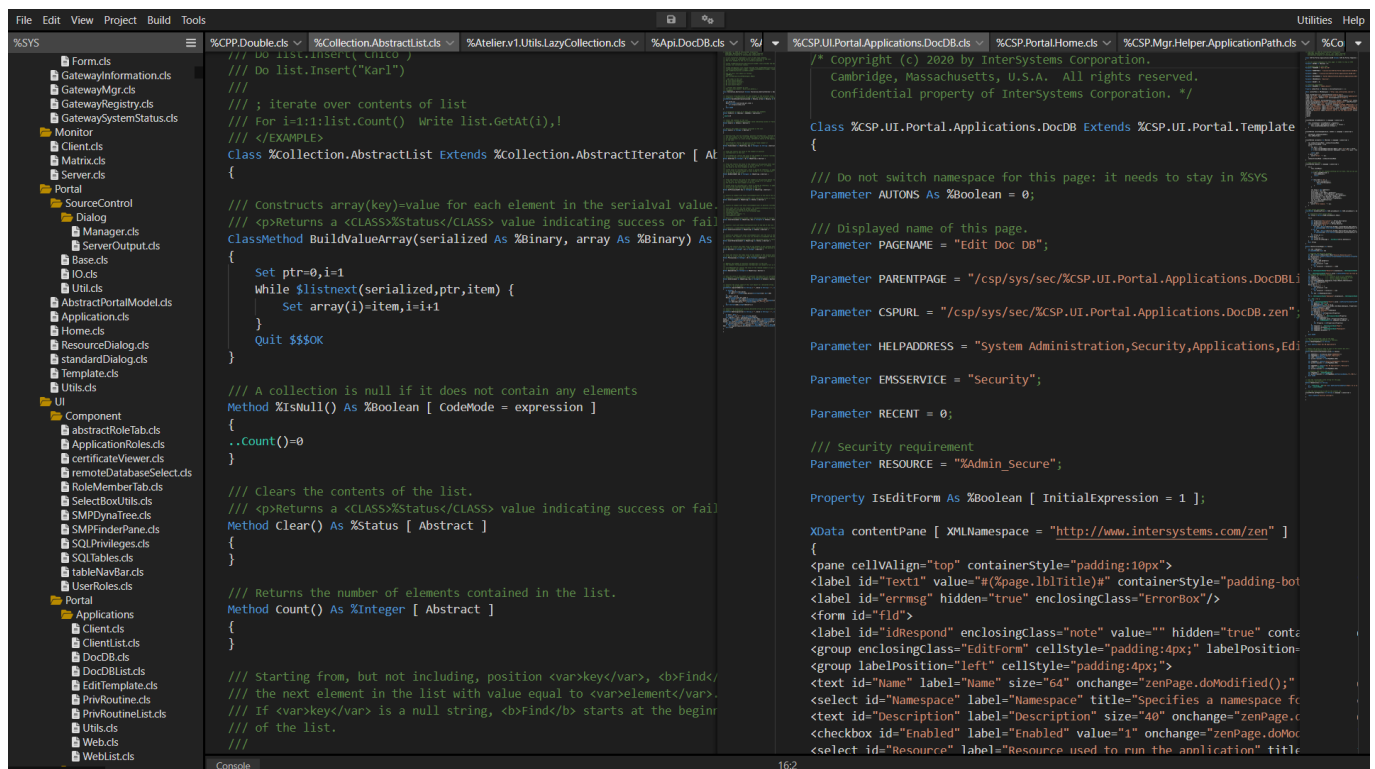 File Edit View Project Build Tools
Utilities Help
%SYS
%CPP.Double.cls
%Collection.AbstractList.cls
%Atelier.v1.Utils.LazyCollection.cls
%Api.DocDB.cls
%CSP.UI.Portal.Applications.DocDB.cls
%CSP.Portal.Home.cls
%CSP.Mgr.Helper.ApplicationPath.cls
%Co
Form.cls
GatewayInformation.cls
GatewayMgr.cls
GatewayRegistry.cls
GatewaySystemStatus.cls
Monitor
Client.cls
Matrix.cls
Server.cls
Portal
SourceControl
Dialog
Manager.cls
ServerOutput.cls
Base.cls
IO.cls
Util.cls
AbstractPortalModel.cls
Application.cls
Home.cls
ResourceDialog.cls
standardDialog.cls
Template.cls
Utils.cls
UI
Component
abstractRoleTab.cls
ApplicationRoles.cls
certificateViewer.cls
remoteDatabaseSelect.cls
RoleMemberTab.cls
SelectBoxUtils.cls
SMPDynaTree.cls
SMPFinderPane.cls
SQLPrivileges.cls
SQLTables.cls
tableNavBar.cls
UserRoles.cls
Portal
Applications
Client.cls
ClientList.cls
DocDB.cls
DocDBList.cls
EditTemplate.cls
PrivRoutine.cls
PrivRoutineList.cls
Utils.cls
Web.cls
WebList.cls
/// Do list.Insert("Chico")
/// Do list.Insert("Karl")
///
/// ; iterate over contents of list
/// For i=1:1:list.Count()  Write list.GetAt(i),!
/// </EXAMPLE>
Class %Collection.AbstractList Extends %Collection.AbstractIterator [ Ab
{
/// Constructs array(key)=value for each element in the serialval value.
/// <p>Returns a <CLASS>%Status</CLASS> value indicating success or fail
ClassMethod BuildValueArray(serialized As %Binary, array As %Binary) As
{
Set ptr=0,i=1
While $listnext(serialized,ptr,item) {
Set array(i)=item,i=i+1
}
Quit $$$OK
}
/// A collection is null if it does not contain any elements
Method %IsNull() As %Boolean [ CodeMode = expression ]
{
..Count()=0
}
/// Clears the contents of the list.
/// <p>Returns a <CLASS>%Status</CLASS> value indicating success or fail
Method Clear() As %Status [ Abstract ]
{
}
/// Returns the number of elements contained in the list.
Method Count() As %Integer [ Abstract ]
{
}
/// Starting from, but not including, position <var>key</var>, <b>Find</
/// the next element in the list with value equal to <var>element</var>.
/// If <var>key</var> is a null string, <b>Find</b> starts at the beginn
/// of the list.
///
/* Copyright (c) 2020 by InterSystems Corporation.
Cambridge, Massachusetts, U.S.A.  All rights reserved.
Confidential property of InterSystems Corporation. */
Class %CSP.UI.Portal.Applications.DocDB Extends %CSP.UI.Portal.Template
{
/// Do not switch namespace for this page: it needs to stay in %SYS
Parameter AUTONS As %Boolean = 0;
/// Displayed name of this page.
Parameter PAGENAME = "Edit Doc DB";
Parameter PARENTPAGE = "/csp/sys/sec/%CSP.UI.Portal.Applications.DocDBLi
Parameter CSPURL = "/csp/sys/sec/%CSP.UI.Portal.Applications.DocDB.zen";
Parameter HELPADDRESS = "System Administration,Security,Applications,Edi
Parameter EMSSERVICE = "Security";
Parameter RECENT = 0;
/// Security requirement
Parameter RESOURCE = "%Admin_Secure";
Property IsEditForm As %Boolean [ InitialExpression = 1 ];
XData contentPane [ XMLNamespace = "http://www.intersystems.com/zen" ]
{
<pane cellVAlign="top" containerStyle="padding:10px">
<label id="Text1" value="#(%page.lblTitle)#" containerStyle="padding-bot
<label id="errmsg" hidden="true" enclosingClass="ErrorBox"/>
<form id="fld">
<label id="idRespond" enclosingClass="note" value="" hidden="true" conta
<group enclosingClass="EditForm" cellStyle="padding:4px;" labelPosition=
<group labelPosition="left" cellStyle="padding:4px;">
<text id="Name" label="Name" size="64" onchange="zenPage.doModified();"
<select id="Namespace" label="Namespace" title="Specifies a namespace fo
<text id="Description" label="Description" size="40" onchange="zenPage.d
<checkbox id="Enabled" label="Enabled" value="1" onchange="zenPage.doMod
<select id="Resource" label="Resource used to run the application" title
Console
16:2